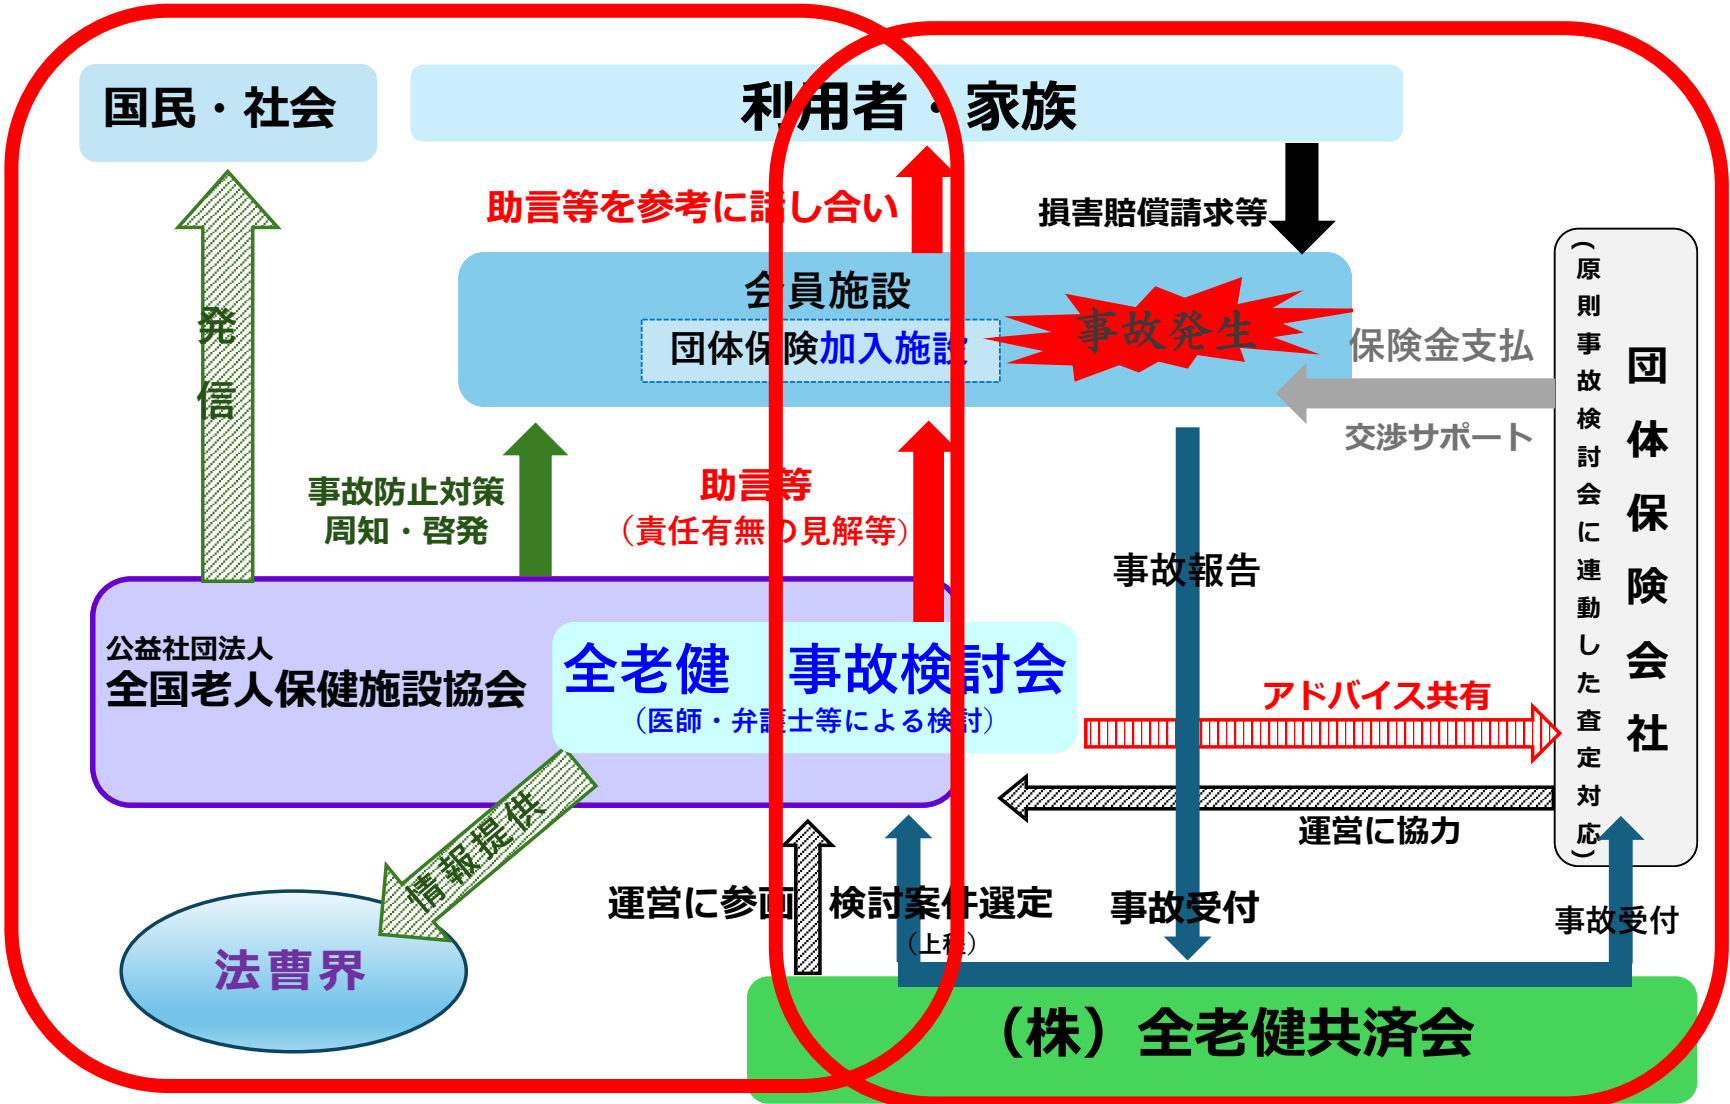 国民・社会
利用者・家族
助言等を参考に話し合い
損害賠償請求等
会員施設
団体保険加入施設
事故発生
保険金支払
交渉サポート
団体保険会社
(原則事故検討会に連動した査定対応)
発信
事故防止対策
周知・啓発
助言等
（責任有無の見解等）
事故報告
公益社団法人
全国老人保健施設協会
全老健　事故検討会
（医師・弁護士等による検討）
アドバイス共有
運営に協力
情報提供
法曹界
運営に参画
検討案件選定
（上程）
事故受付
事故受付
（株）全老健共済会